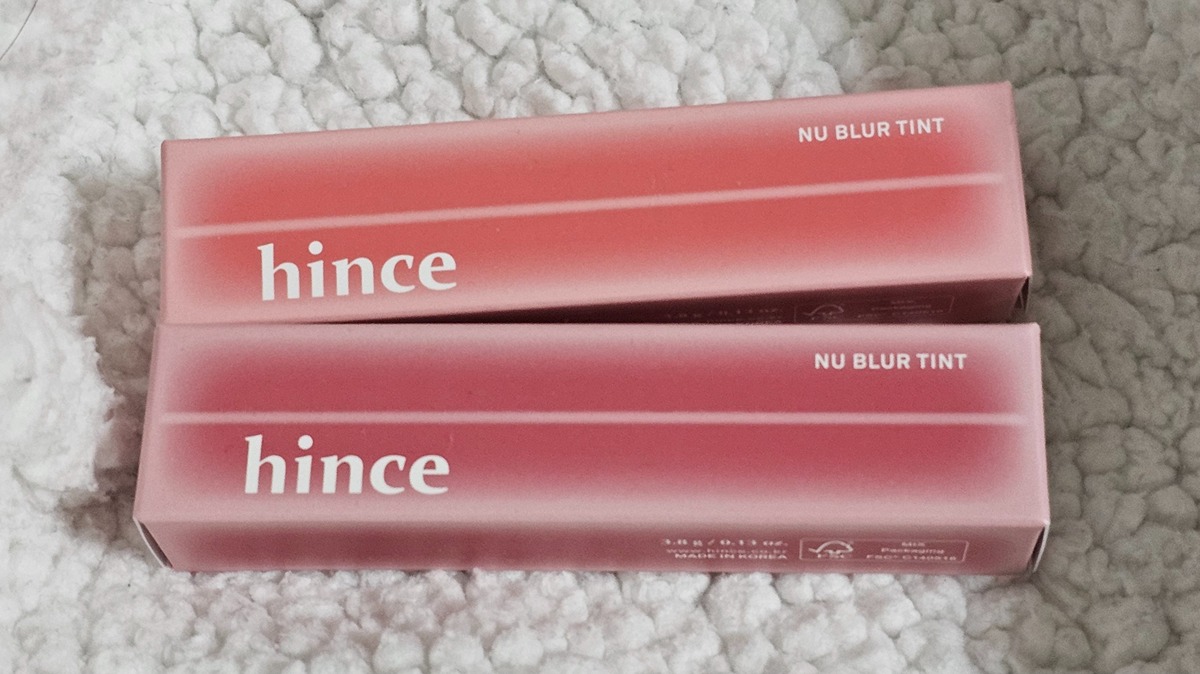 NU BLUR TINT
hince
NU BLUR TINT
hince
3.8 g / 0.13 oz.
www.hince.co.kr
MADE IN KOREA
FSC
MIX
Packaging